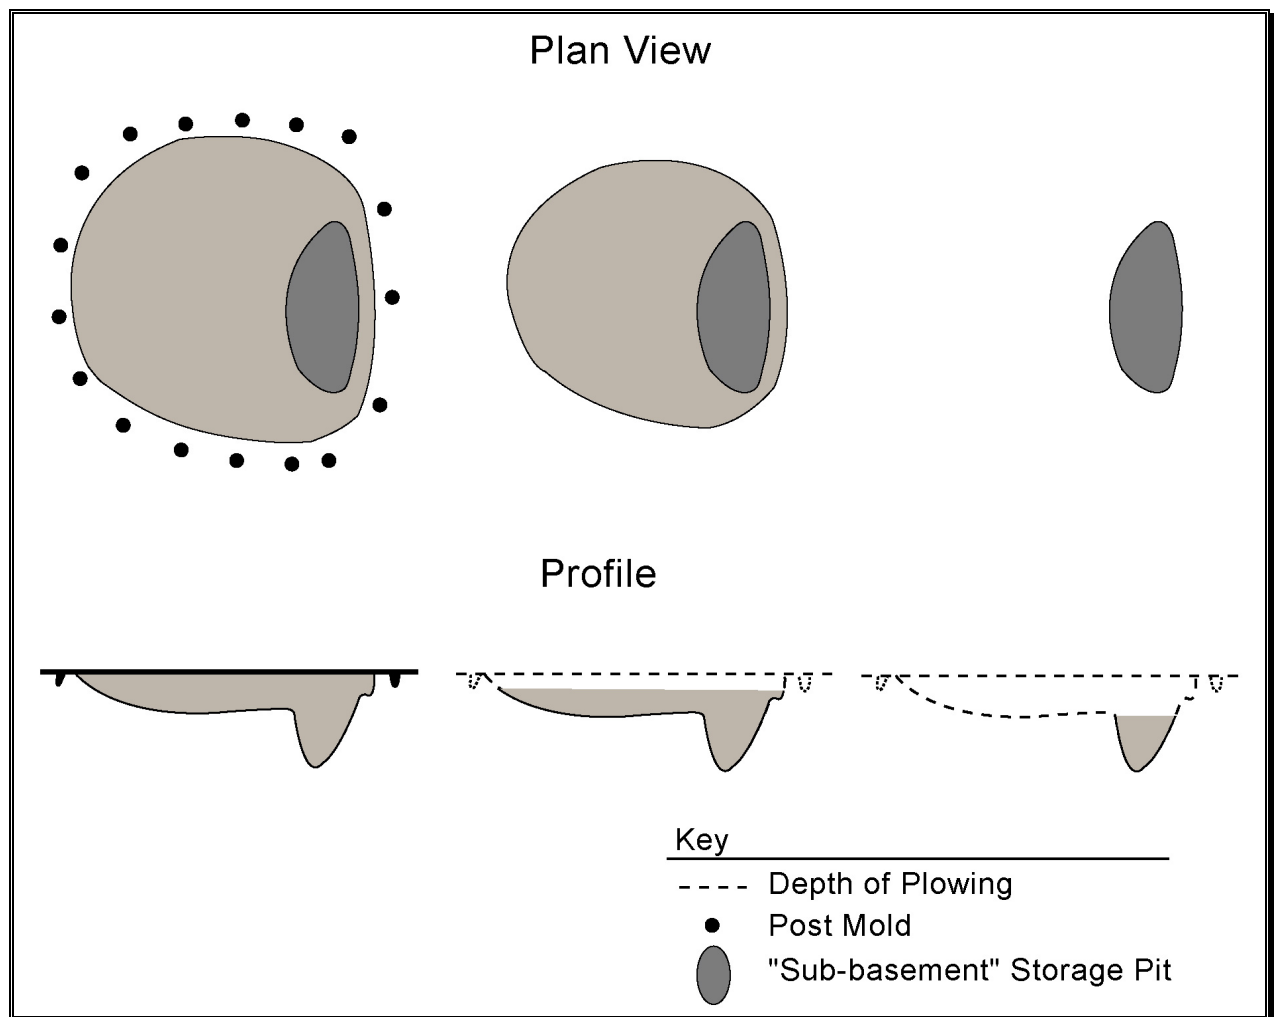 Plan View
Profile
Key
Depth of Plowing
Post Mold
"Sub-basement" Storage Pit